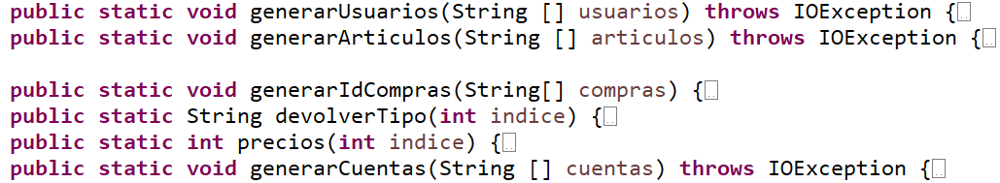 public static void generarUsuarios(String [] usuarios) throws IOException {
public static void generarArticulos(String [] articulos) throws IOException {
public static void generarIdCompras(String[] compras) {
public static String devolverTipo(int indice) {
public static int precios(int indice) {
public static void generarCuentas(String [] cuentas) throws IOException {